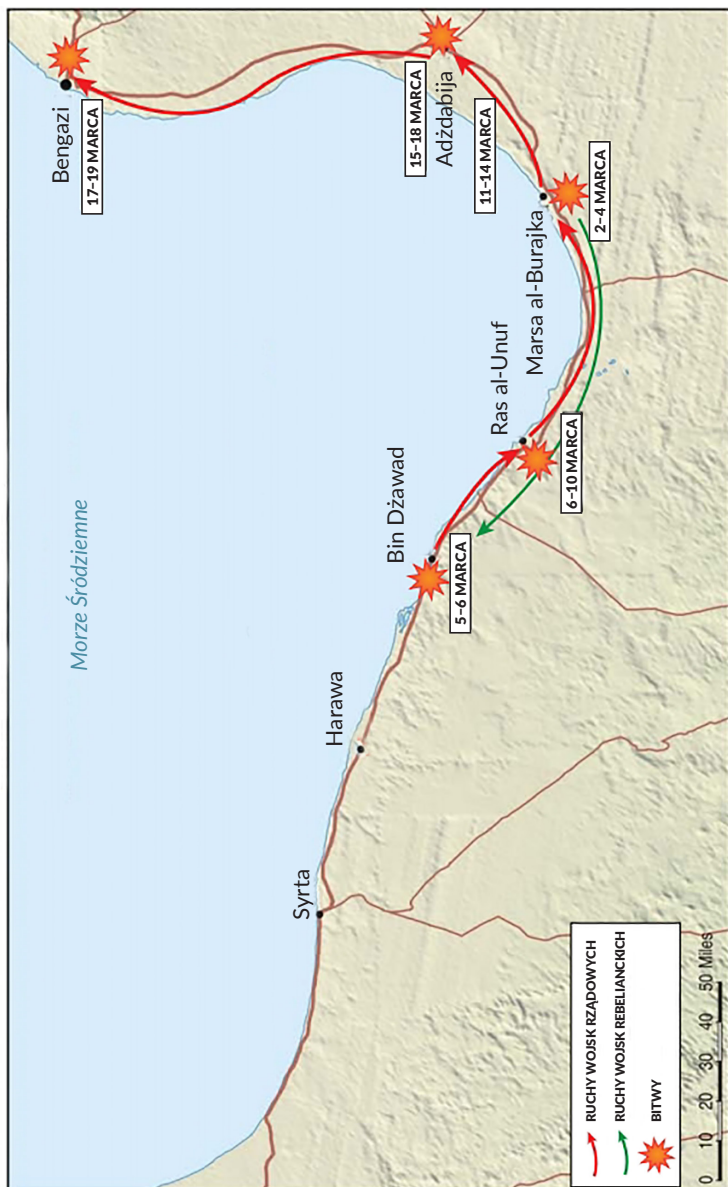 Morze Śródziemne
Bengazi
17–19 MARCA
15–18 MARCA
Adżdabija
11–14 MARCA
Marsa al-Burajka
2–4 MARCA
Ras al-Unuf
6–10 MARCA
Bin Dżawad
5–6 MARCA
Harawa
Syrta
RUCHY WOJSK RZĄDOWYCH
RUCHY WOJSK REBELIANCKICH
BITWY
0 10 20 30 40 50 Miles